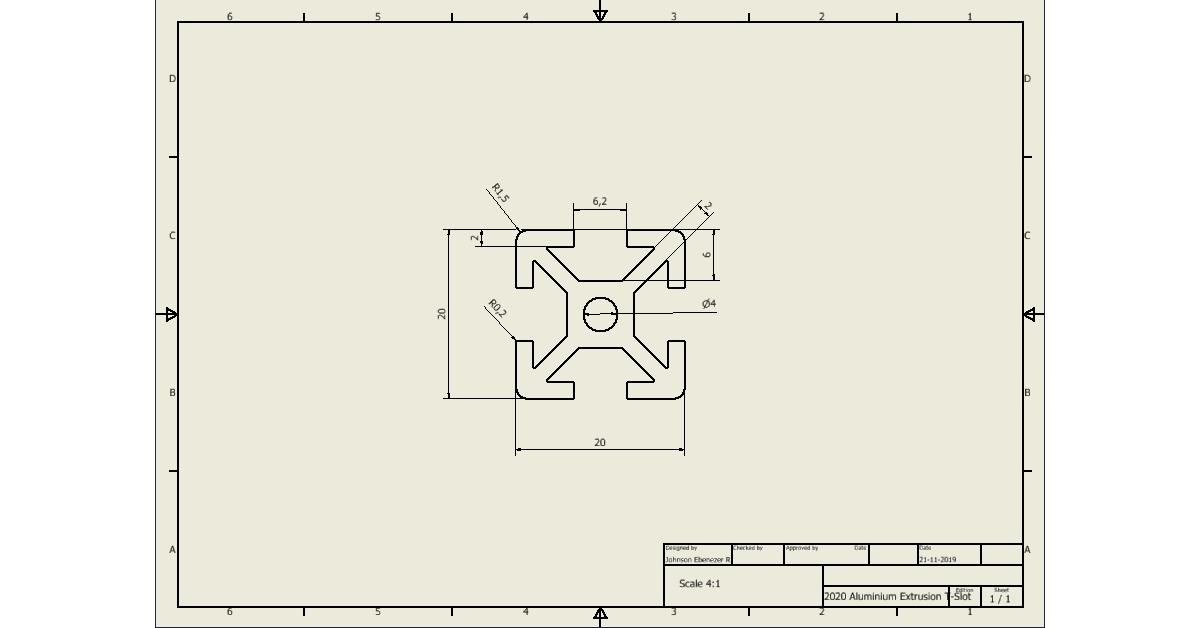 6 5 4 3 2 1
D D
R1,5 6,2 2
C 2 6 C
20 R0,2 Ø4
B B
20
A Designed by Checked by Approved by Date Date A
Johnson Ebenezer R 21-11-2019
Scale 4:1
Edition Sheet
2020 Aluminium Extrusion T-Slot 1 / 1
6 5 4 3 2 1